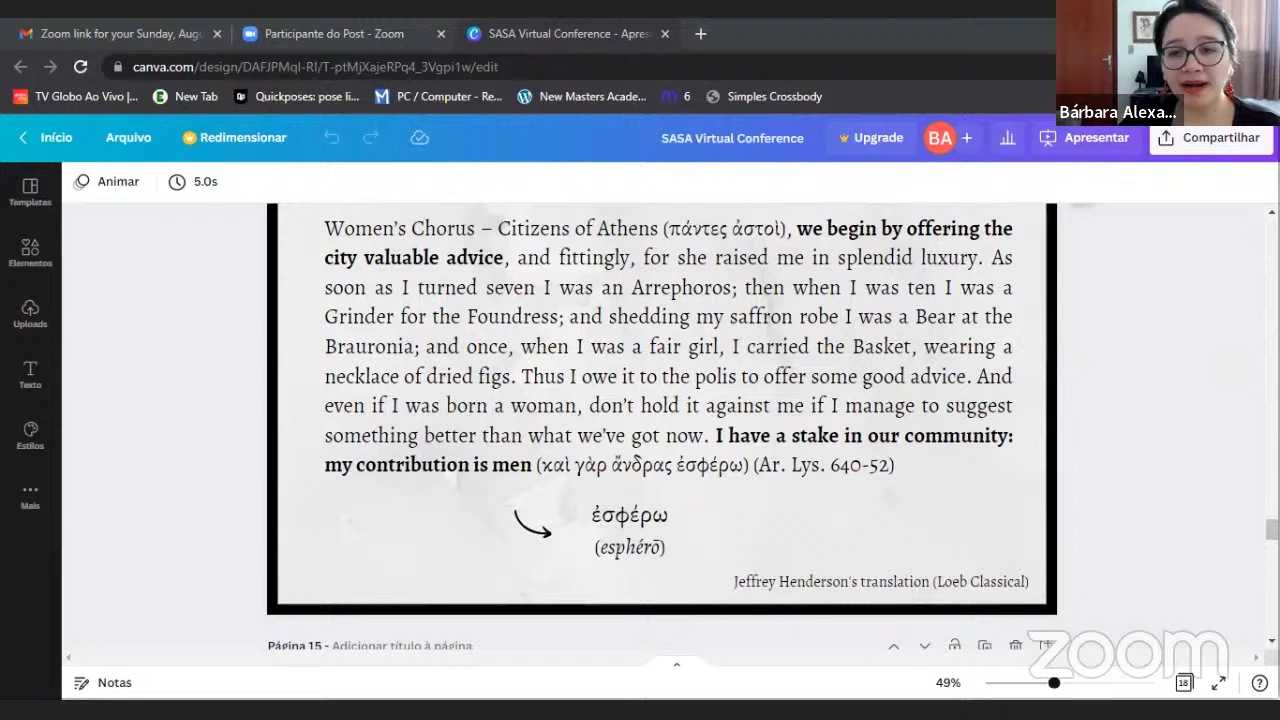 Zoom link for your Sunday, Aug
Participante do Post - Zoom
SASA Virtual Conference - Apres
canva.com/design/DAFJPMqI-RI/T-ptMjXajeRPq4_3Vgpi1w/edit
TV Globo Ao Vivo |...
New Tab
Quickposes: pose li...
PC / Computer - Re...
New Masters Acade...
6
Simples Crossbody
Bárbara Alexa...
Início
Arquivo
Redimensionar
SASA Virtual Conference
Upgrade
BA
Apresentar
Compartilhar
Animar
5.0s
Templates
Elementos
Uploads
Texto
Estilos
Mais
Women's Chorus – Citizens of Athens (πάντες ἀστοὶ), we begin by offering the
city valuable advice, and fittingly, for she raised me in splendid luxury. As
soon as I turned seven I was an Arrephoros; then when I was ten I was a
Grinder for the Foundress; and shedding my saffron robe I was a Bear at the
Brauronia; and once, when I was a fair girl, I carried the Basket, wearing a
necklace of dried figs. Thus I owe it to the polis to offer some good advice. And
even if I was born a woman, don't hold it against me if I manage to suggest
something better than what we've got now. I have a stake in our community:
my contribution is men (καὶ γὰρ ἄνδρας ἐσφέρω) (Ar. Lys. 640-52)
ἐσφέρω
(esphérō)
Jeffrey Henderson's translation (Loeb Classical)
Página 15 - Adicionar título à página
Notas
49%
18
zoom